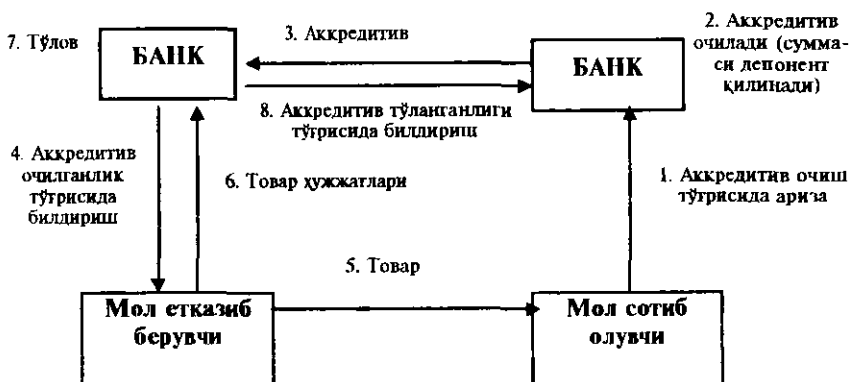 7. Тўлов
БАНК
3. Аккредитив
БАНК
2. Аккредитив
очилади (сумма-
си депонент
қилинади)
8. Аккредитив тўланганлиги
тўғрисида билдириш
4. Аккредитив
очилганлик
тўғрисида
билдириш
6. Товар ҳужжатлари
1. Аккредитив очиш
тўғрисида ариза
5. Товар
Мол етказиб
берувчи
Мол сотиб
олувчи